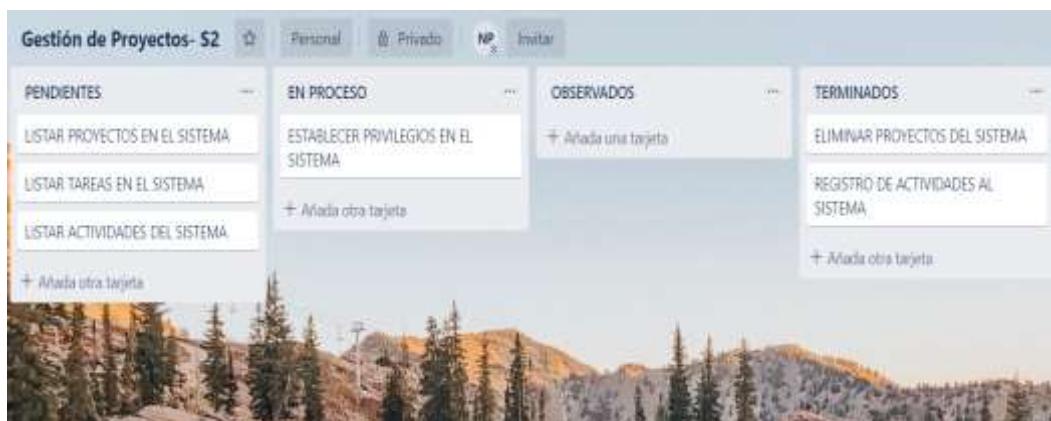 Gestión de Proyectos- S2
Personal
Privado
NP
Invitar
PENDIENTES
LISTAR PROYECTOS EN EL SISTEMA
LISTAR TAREAS EN EL SISTEMA
LISTAR ACTIVIDADES DEL SISTEMA
+ Añada otra tarjeta
EN PROCESO
ESTABLECER PRIVILEGIOS EN EL
SISTEMA
+ Añada otra tarjeta
OBSERVADOS
+ Añada una tarjeta
TERMINADOS
ELIMINAR PROYECTOS DEL SISTEMA
REGISTRO DE ACTIVIDADES AL
SISTEMA
+ Añada otra tarjeta